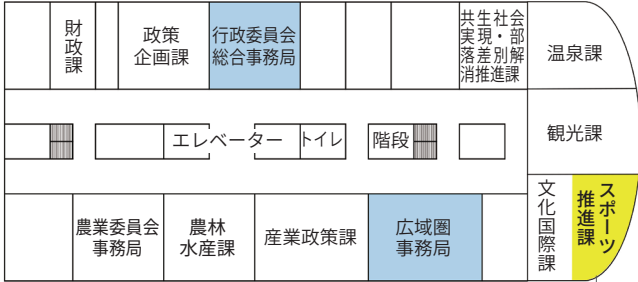 財政課
政策
企画課
行政委員会
総合事務局
共生社会
実現・部
落差別解
消推進課
温泉課
エレベーター
トイレ
階段
観光課
農業委員会
事務局
農林
水産課
産業政策課
広域圏
事務局
文化国際課
スポーツ
推進課